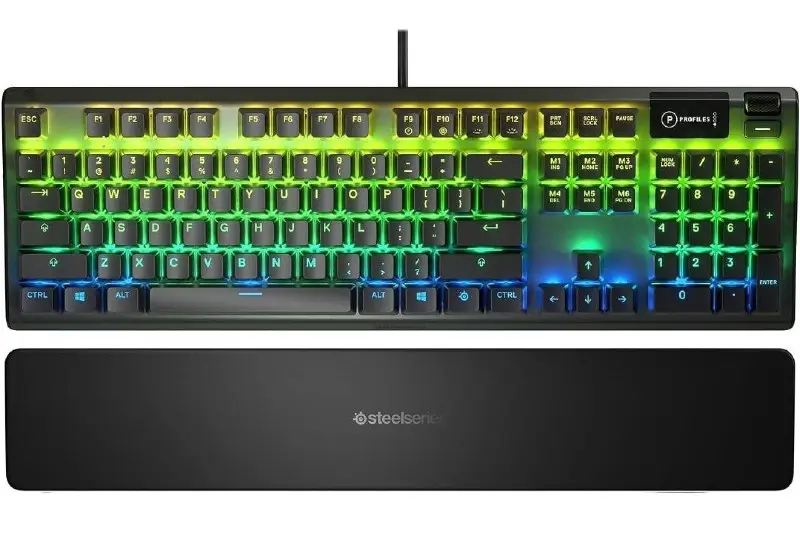 ESC F1 F2 F3 F4 F5 F6 F7 F8 F9 F10 F11 F12 PRT SCN SCRL LOCK PAUSE P PROFILES
~ ` ! 1 @ 2 # 3 $ 4 % 5 ^ 6 & 7 * 8 ( 9 ) 0 - + = ← M1 INS M2 HOME M3 PGUP NUM LOCK / * -
Q W E R T Y U I O P { [ } ] | \ M4 DEL M5 END M6 PG DN 7 8 9 +
A S D F G H J K L : ; " ' 4 5 6
Z X C V B N M < , > . ? / ↑ 1 2 3 ENTER
CTRL ALT ALT CTRL ← ↓ → 0 .
steelseries